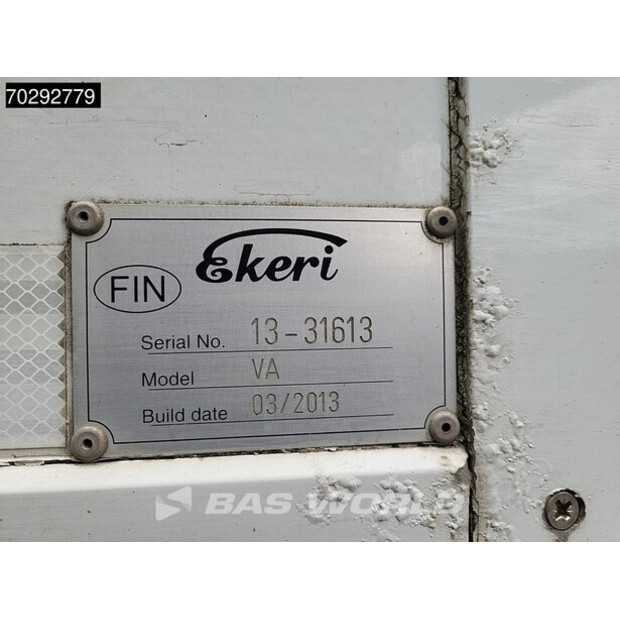 70292779
Ekeri
FIN
Serial No. 13-31613
Model VA
Build date 03/2013
BAS WORLD